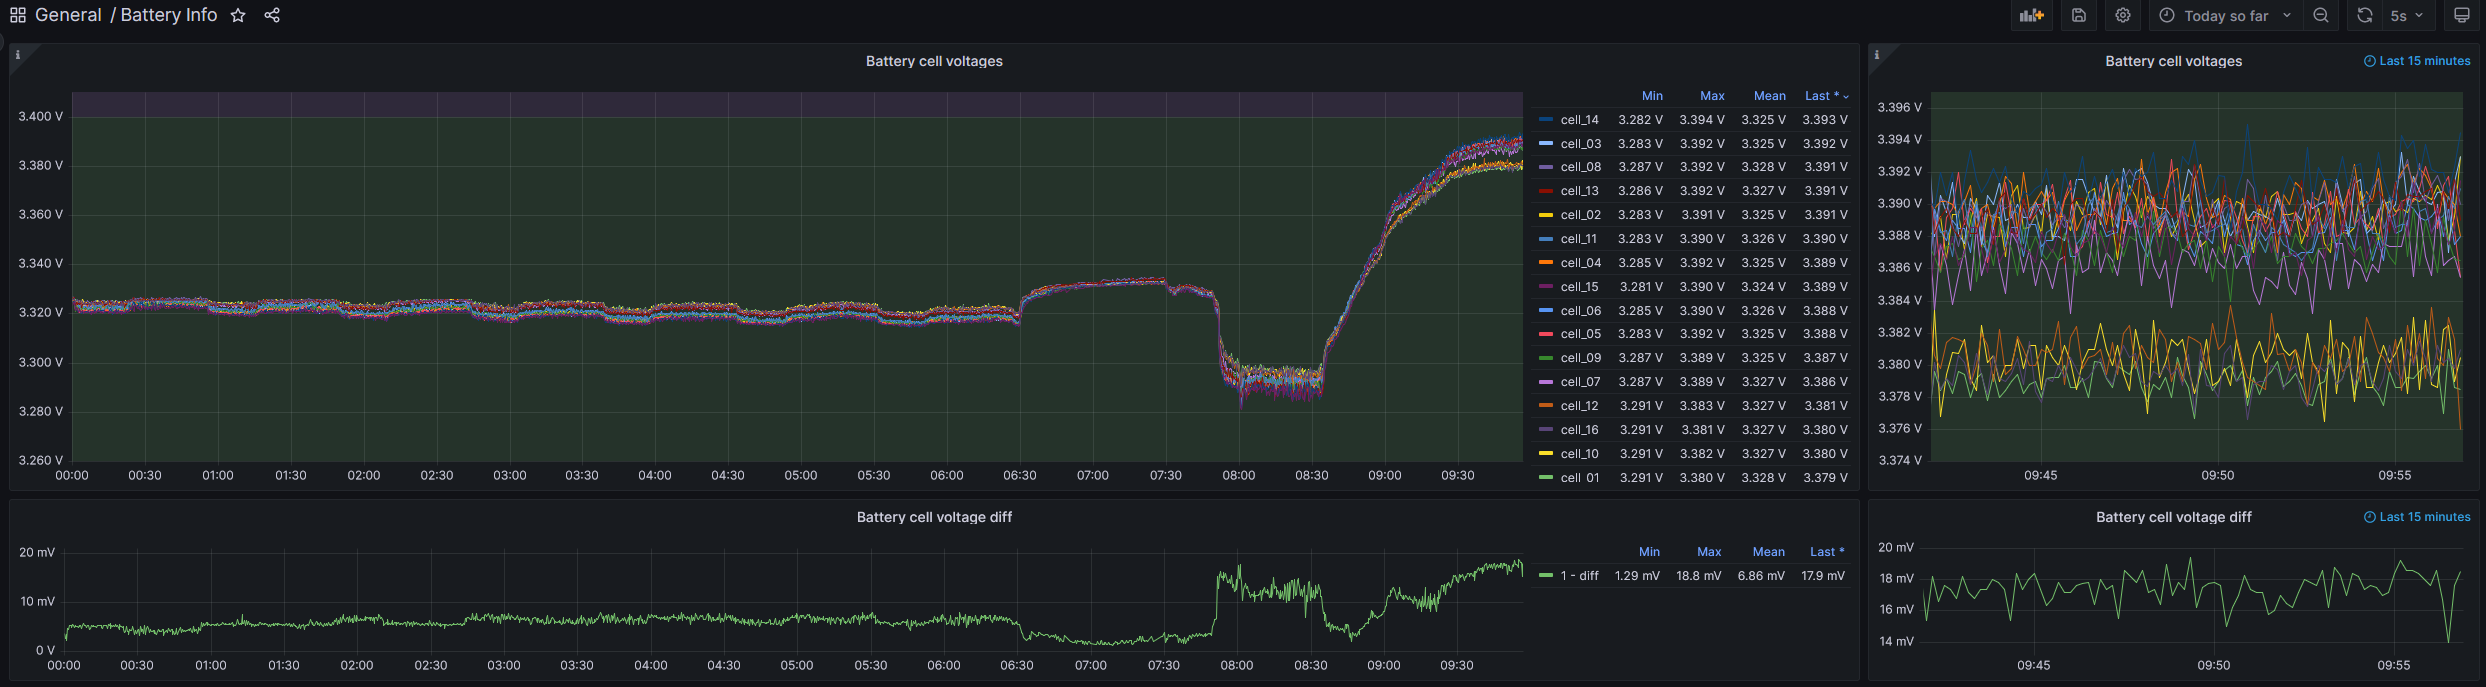 General / Battery Info
Today so far
5s
Battery cell voltages
3.400 V
3.380 V
3.360 V
3.340 V
3.320 V
3.300 V
3.280 V
3.260 V
00:00 00:30 01:00 01:30 02:00 02:30 03:00 03:30 04:00 04:30 05:00 05:30 06:00 06:30 07:00 07:30 08:00 08:30 09:00 09:30
Min Max Mean Last *
cell_14 3.282 V 3.394 V 3.325 V 3.393 V
cell_03 3.283 V 3.392 V 3.325 V 3.392 V
cell_08 3.287 V 3.392 V 3.328 V 3.391 V
cell_13 3.286 V 3.392 V 3.327 V 3.391 V
cell_02 3.283 V 3.391 V 3.325 V 3.391 V
cell_11 3.283 V 3.390 V 3.326 V 3.390 V
cell_04 3.285 V 3.392 V 3.325 V 3.389 V
cell_15 3.281 V 3.390 V 3.324 V 3.389 V
cell_06 3.285 V 3.390 V 3.326 V 3.388 V
cell_05 3.283 V 3.392 V 3.325 V 3.388 V
cell_09 3.287 V 3.389 V 3.325 V 3.387 V
cell_07 3.287 V 3.389 V 3.327 V 3.386 V
cell_12 3.291 V 3.383 V 3.327 V 3.381 V
cell_16 3.291 V 3.381 V 3.327 V 3.380 V
cell_10 3.291 V 3.382 V 3.327 V 3.380 V
cell_01 3.291 V 3.380 V 3.328 V 3.379 V
Battery cell voltages
Last 15 minutes
3.396 V
3.394 V
3.392 V
3.390 V
3.388 V
3.386 V
3.384 V
3.382 V
3.380 V
3.378 V
3.376 V
3.374 V
09:45 09:50 09:55
Battery cell voltage diff
20 mV
10 mV
0 V
00:00 00:30 01:00 01:30 02:00 02:30 03:00 03:30 04:00 04:30 05:00 05:30 06:00 06:30 07:00 07:30 08:00 08:30 09:00 09:30
Min Max Mean Last *
1 - diff 1.29 mV 18.8 mV 6.86 mV 17.9 mV
Battery cell voltage diff
Last 15 minutes
20 mV
18 mV
16 mV
14 mV
09:45 09:50 09:55